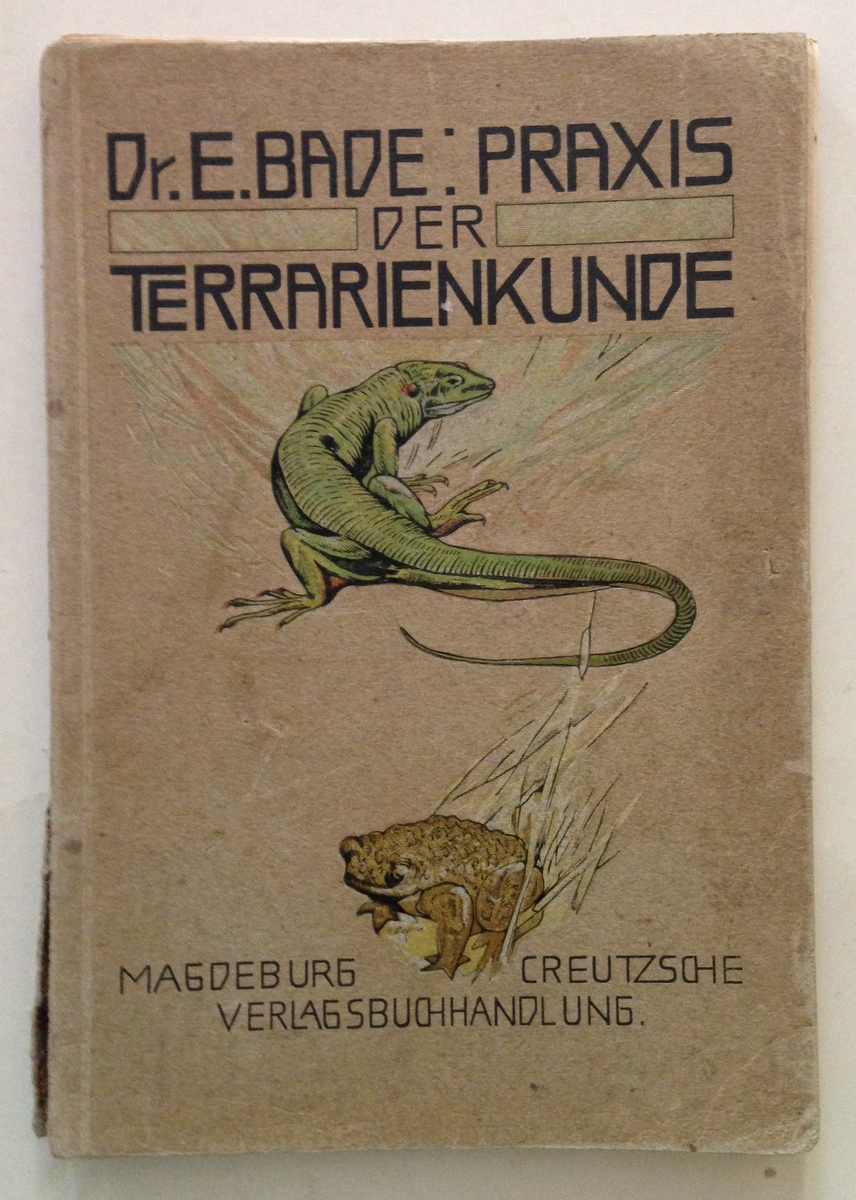 Dr. E. BADE: PRAXIS
DER
TERRARIENKUNDE
MAGDEBURG CREUTZSCHE
VERLAGSBUCHHANDLUNG.